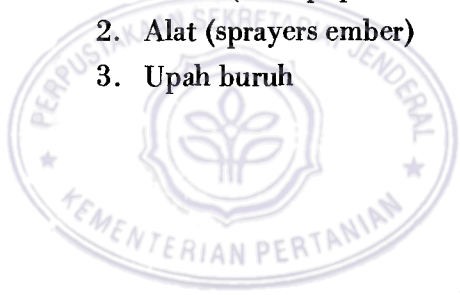 2. Alat (sprayers ember)
3. Upah buruh
PERPUSTAKAAN SEKRETARIAT JENDERAL
KEMENTERIAN PERTANIAN